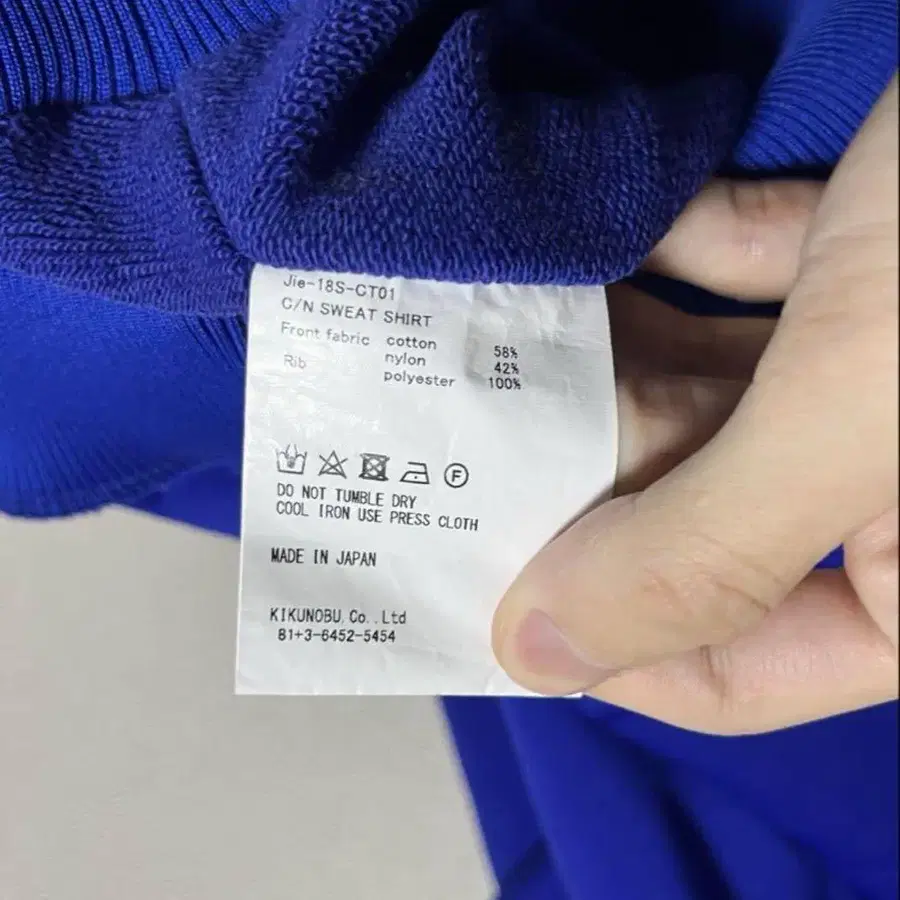 Jie-18S-CT01
C/N SWEAT SHIRT
Front fabric cotton 58%
nylon 42%
Rib polyester 100%
F
DO NOT TUMBLE DRY
COOL IRON USE PRESS CLOTH
MADE IN JAPAN
KIKUNOBU.Co.,Ltd
81+3-6452-5454